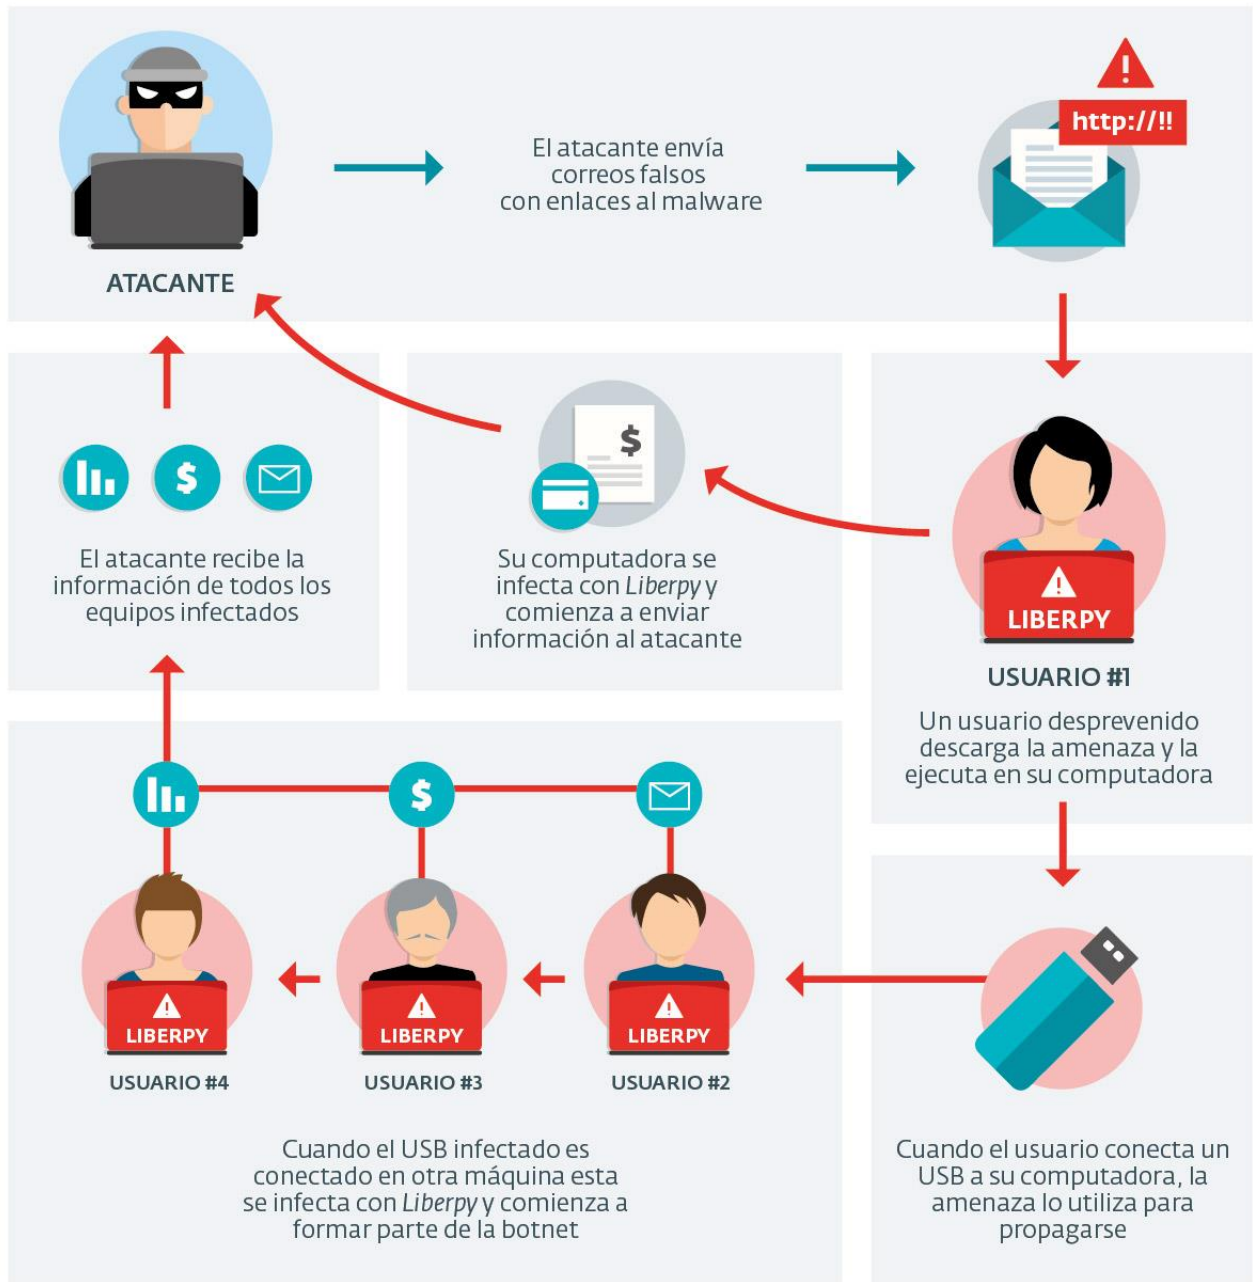 http://!!
El atacante envía
correos falsos
con enlaces al malware
ATACANTE
$
$
El atacante recibe la
información de todos los
equipos infectados
Su computadora se
infecta con Liberpy y
comienza a enviar
información al atacante
LIBERPY
USUARIO #1
Un usuario desprevenido
descarga la amenaza y la
ejecuta en su computadora
$
LIBERPY
LIBERPY
LIBERPY
USUARIO #4
USUARIO #3
USUARIO #2
Cuando el USB infectado es
conectado en otra máquina esta
se infecta con Liberpy y comienza a
formar parte de la botnet
Cuando el usuario conecta un
USB a su computadora, la
amenaza lo utiliza para
propagarse